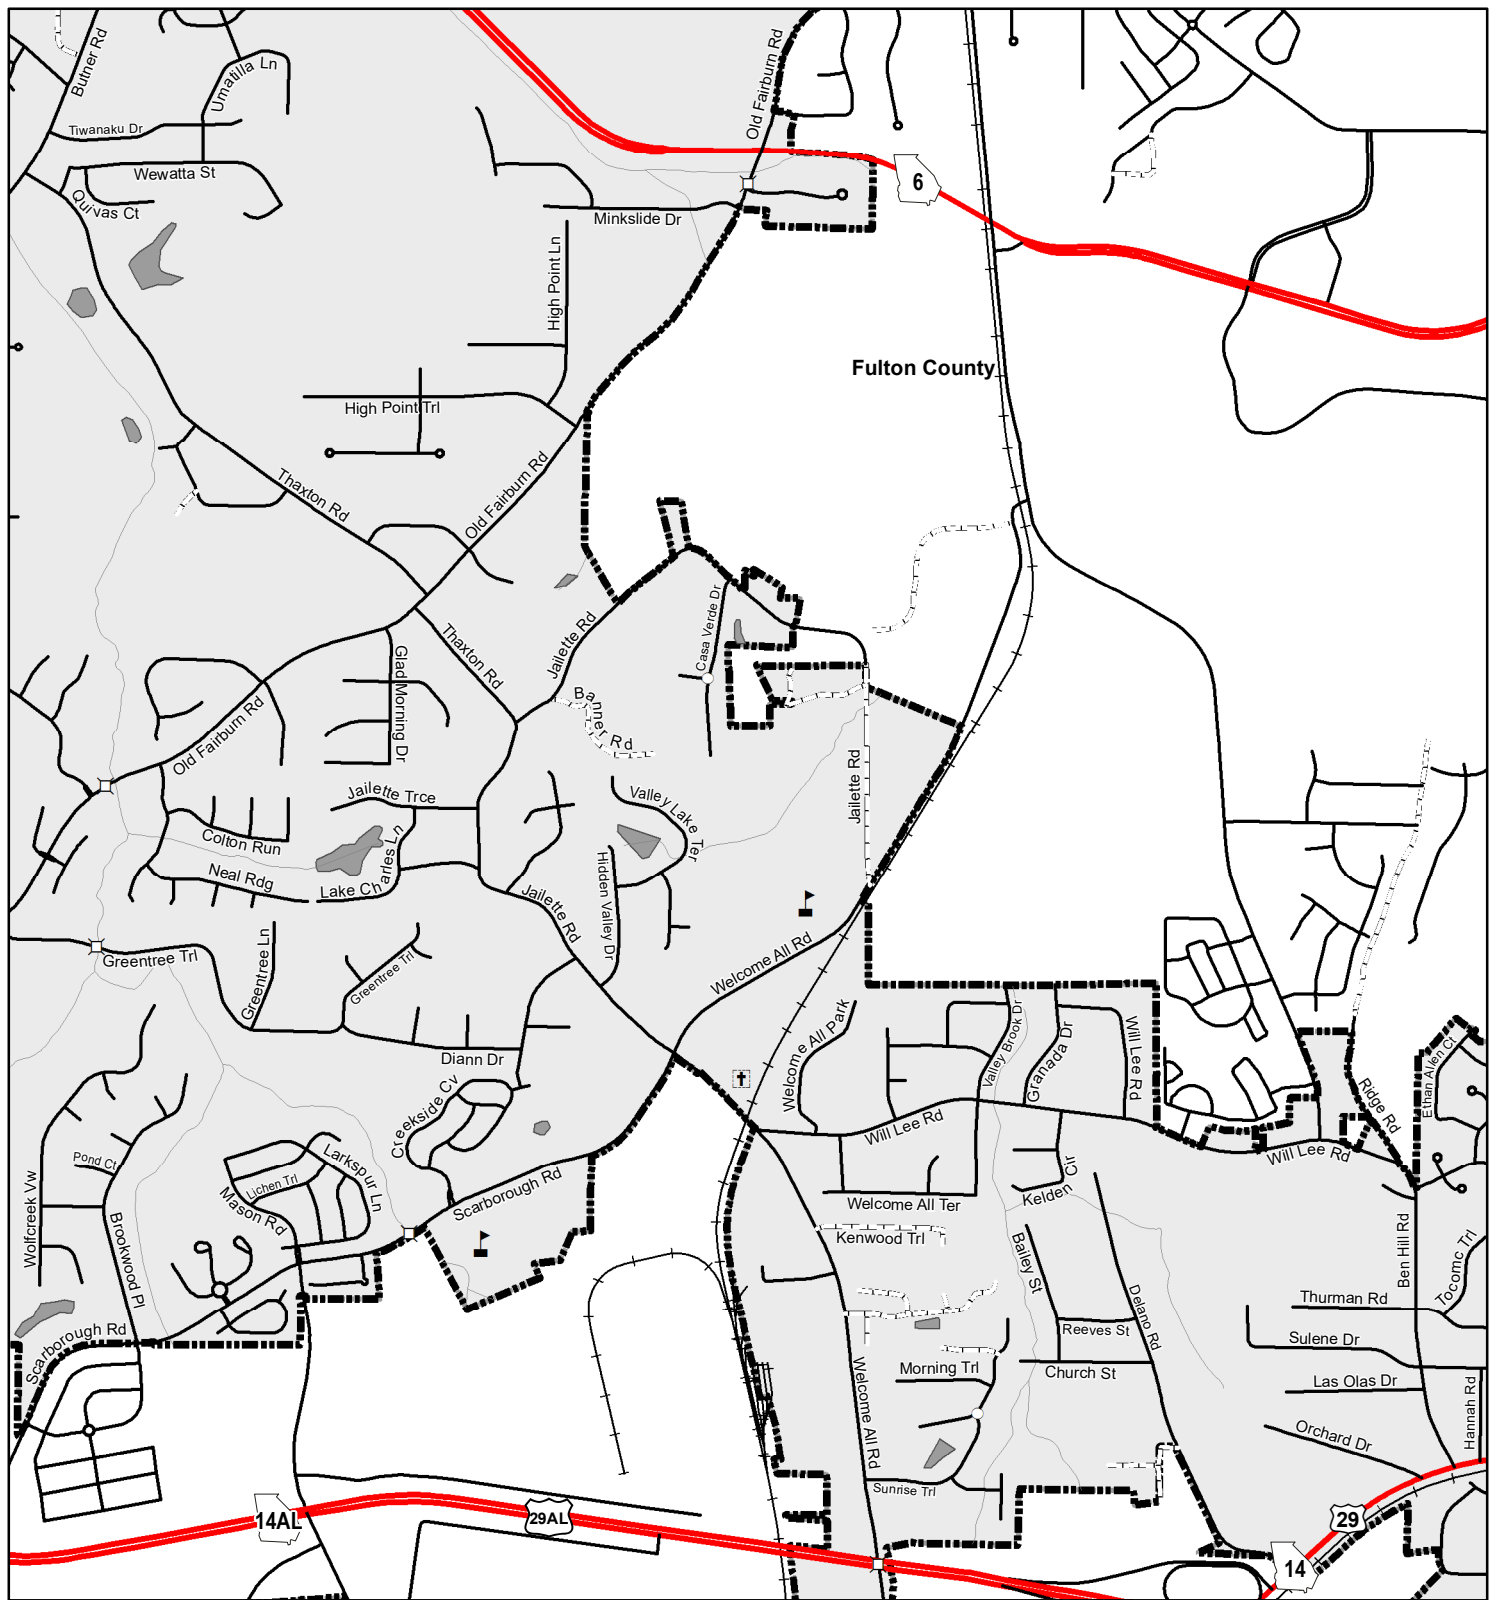 Butner Rd
Umatilla Ln
Old Fairburn Rd
Tiwanaku Dr
Wewatta St
6
Quivas Ct
Minkslide Dr
High Point Ln
Fulton County
High Point Trl
Thaxton Rd
Old Fairburn Rd
Casa Verde Dr
Jailette Rd
Thaxton Rd
Glad Morning Dr
Banner Rd
Old Fairburn Rd
Jailette Rd
Jailette Trce
Valley Lake Ter
Colton Run
Neal Rdg
Lake Charles Ln
Hidden Valley Dr
Jailette Rd
Greentree Trl
Greentree Ln
Greentree Trl
Welcome All Rd
Welcome All Park
Valley Brook Dr
Granada Dr
Will Lee Rd
Diann Dr
Ethan Allen Ct
Ridge Rd
Creekside Cv
Will Lee Rd
Will Lee Rd
Pond Ct
Larkspur Ln
Lichen Trl
Mason Rd
Wolfcreek Vw
Scarborough Rd
Kelden Cir
Welcome All Ter
Kenwood Trl
Brookwood Pl
Bailey St
Ben Hill Rd
Tocomc Trl
Delano Rd
Thurman Rd
Scarborough Rd
Reeves St
Sulene Dr
Morning Trl
Church St
Las Olas Dr
Welcome All Rd
Hannah Rd
Orchard Dr
Sunrise Trl
14AL
29AL
29
14